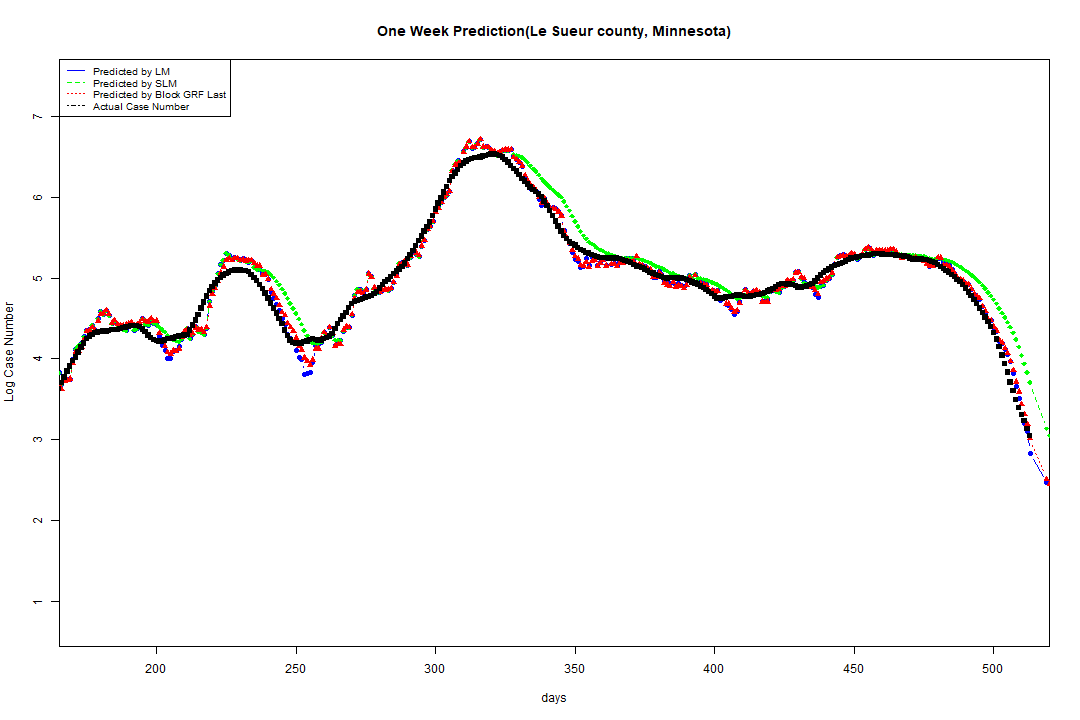 One Week Prediction(Le Sueur county, Minnesota)
Predicted by LM
Predicted by SLM
Predicted by Block GRF Last
Actual Case Number
7
6
5
4
3
2
1
Log Case Number
200 250 300 350 400 450 500
days